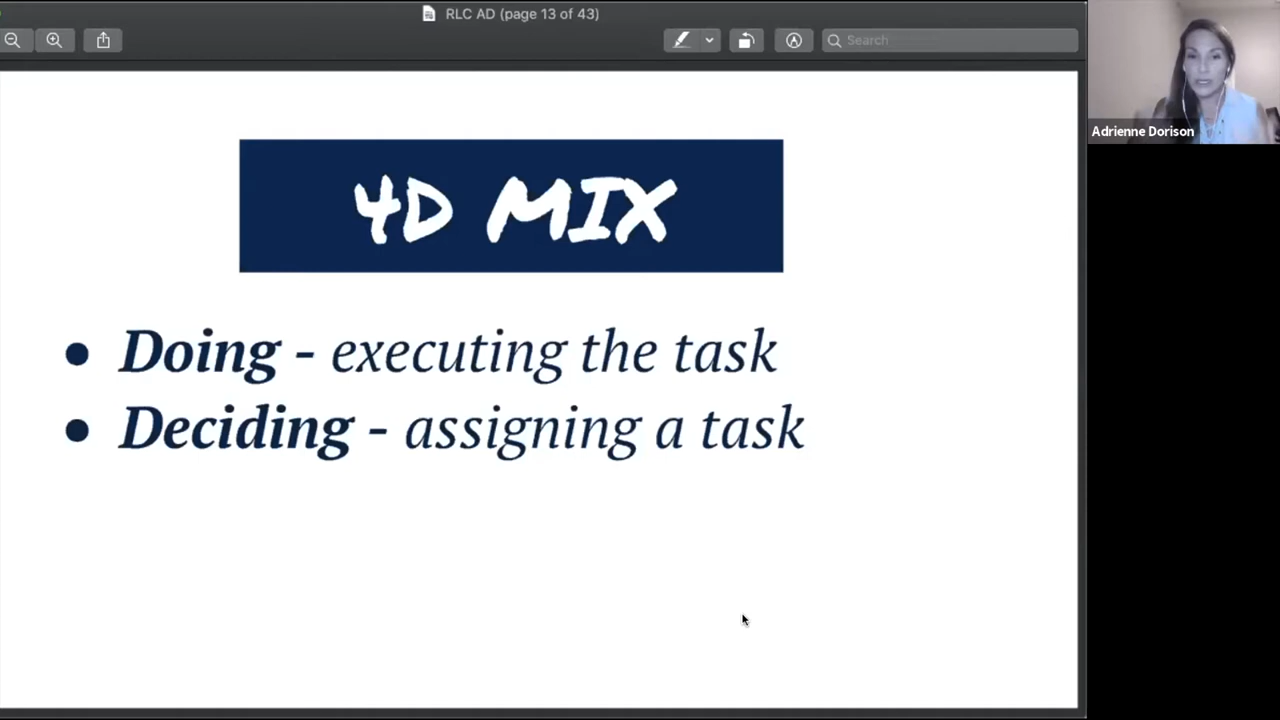 RLC AD (page 13 of 43)
Search
Adrienne Dorison
4D MIX
• Doing - executing the task
• Deciding - assigning a task